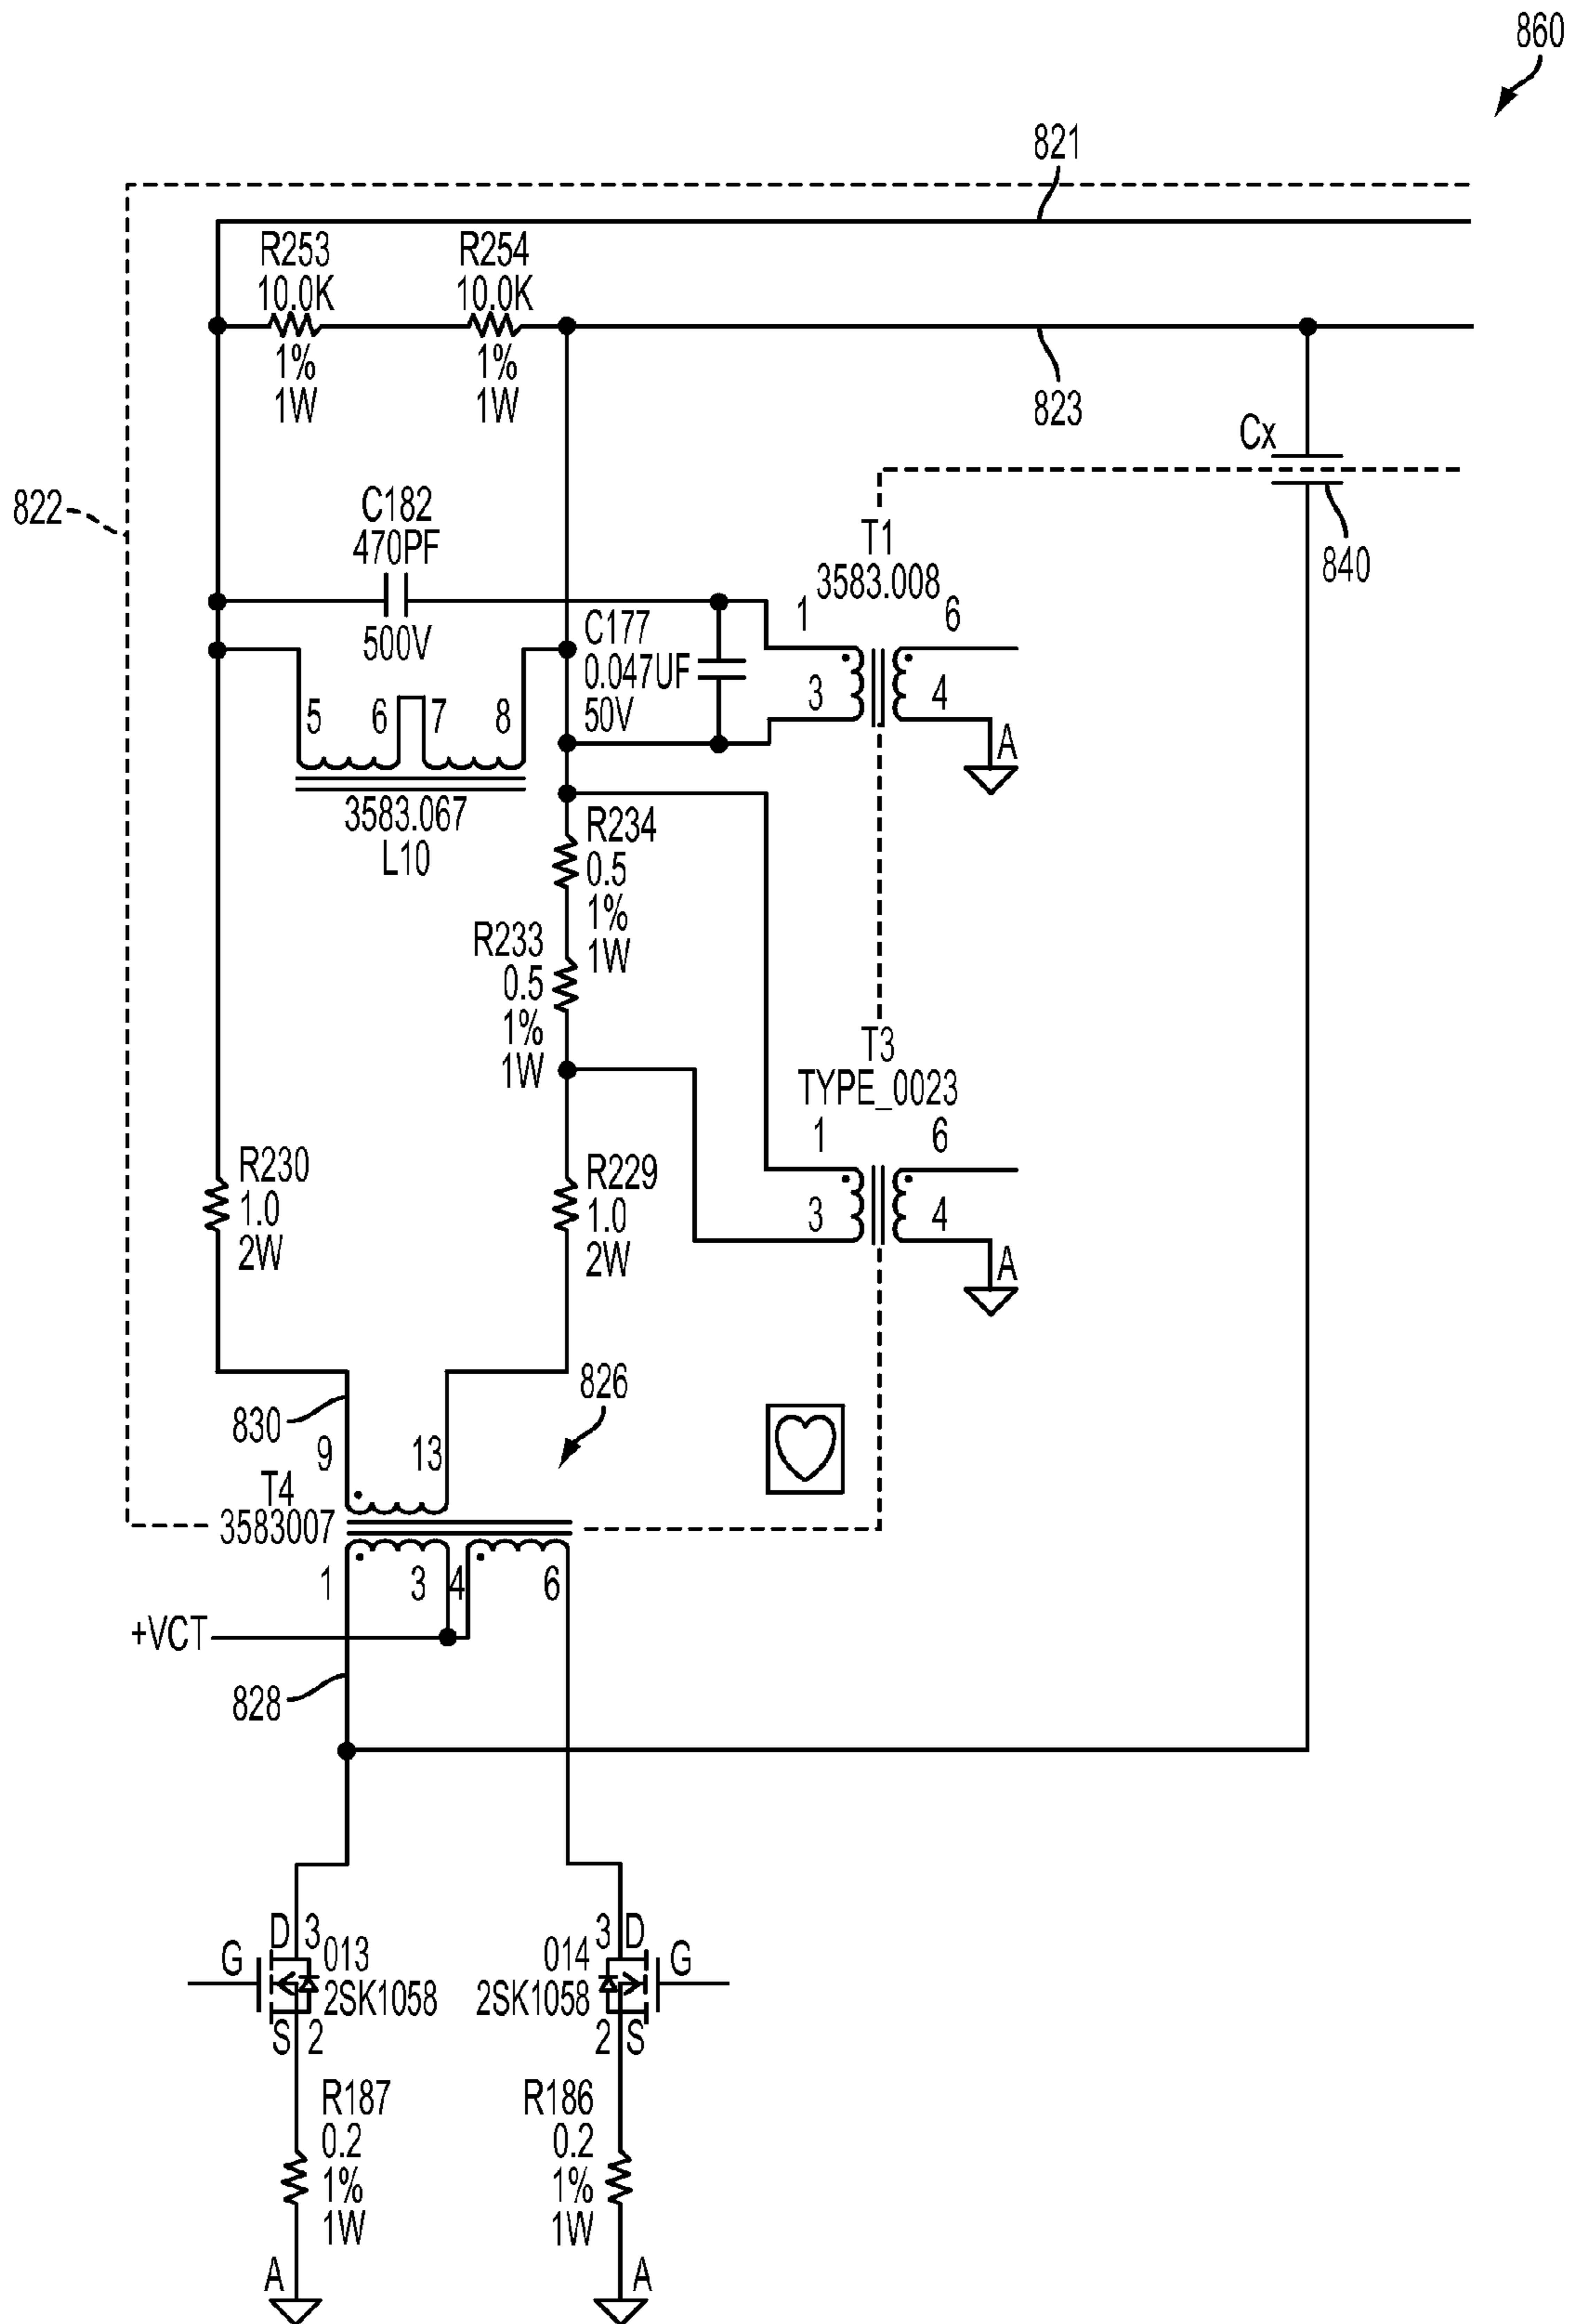 860
821
R253
10.0K
1%
1W
R254
10.0K
1%
1W
823
Cx
840
822
C182
470PF
500V
T1
3583.008
1
6
3
4
A
C177
0.047UF
50V
5
6
7
8
3583.067
L10
R234
0.5
1%
1W
R233
0.5
1%
1W
T3
TYPE_0023
1
6
3
4
A
R230
1.0
2W
R229
1.0
2W
826
830
9
13
T4
3583007
1
3
4
6
+VCT
828
D
3
G
013
2SK1058
S
2
3
D
014
G
2SK1058
2
S
R187
0.2
1%
1W
R186
0.2
1%
1W
A
A